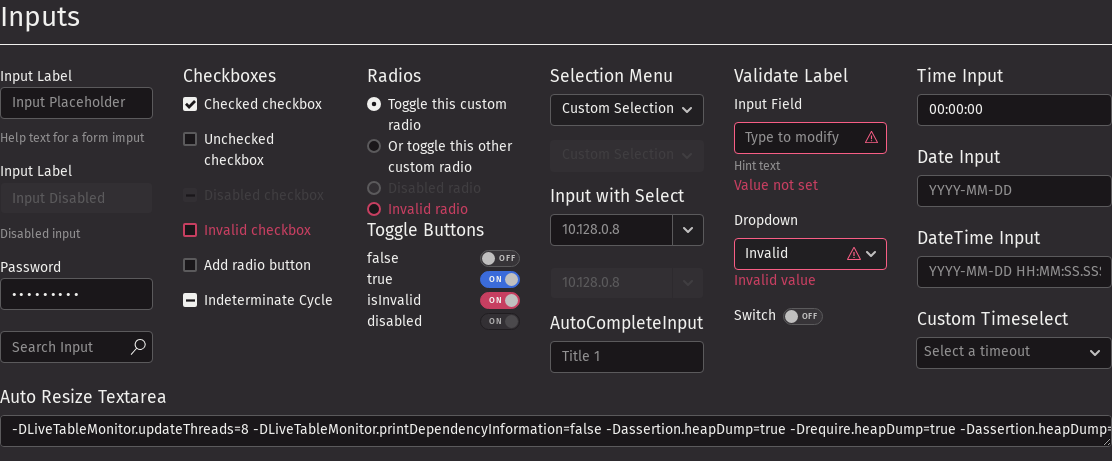 Inputs
Input Label
Input Placeholder
Help text for a form imput
Input Label
Input Disabled
Disabled input
Password
•••••••••
Search Input
Checkboxes
Checked checkbox
Unchecked
checkbox
Disabled checkbox
Invalid checkbox
Add radio button
Indeterminate Cycle
Radios
Toggle this custom
radio
Or toggle this other
custom radio
Disabled radio
Invalid radio
Toggle Buttons
false OFF
true ON
isInvalid ON
disabled ON
Selection Menu
Custom Selection
Custom Selection
Input with Select
10.128.0.8
10.128.0.8
AutoCompleteInput
Title 1
Validate Label
Input Field
Type to modify
Hint text
Value not set
Dropdown
Invalid
Invalid value
Switch OFF
Time Input
00:00:00
Date Input
YYYY-MM-DD
DateTime Input
YYYY-MM-DD HH:MM:SS.SS
Custom Timeselect
Select a timeout
Auto Resize Textarea
-DLiveTableMonitor.updateThreads=8 -DLiveTableMonitor.printDependencyInformation=false -Dassertion.heapDump=true -Drequire.heapDump=true -Dassertion.heapDump=